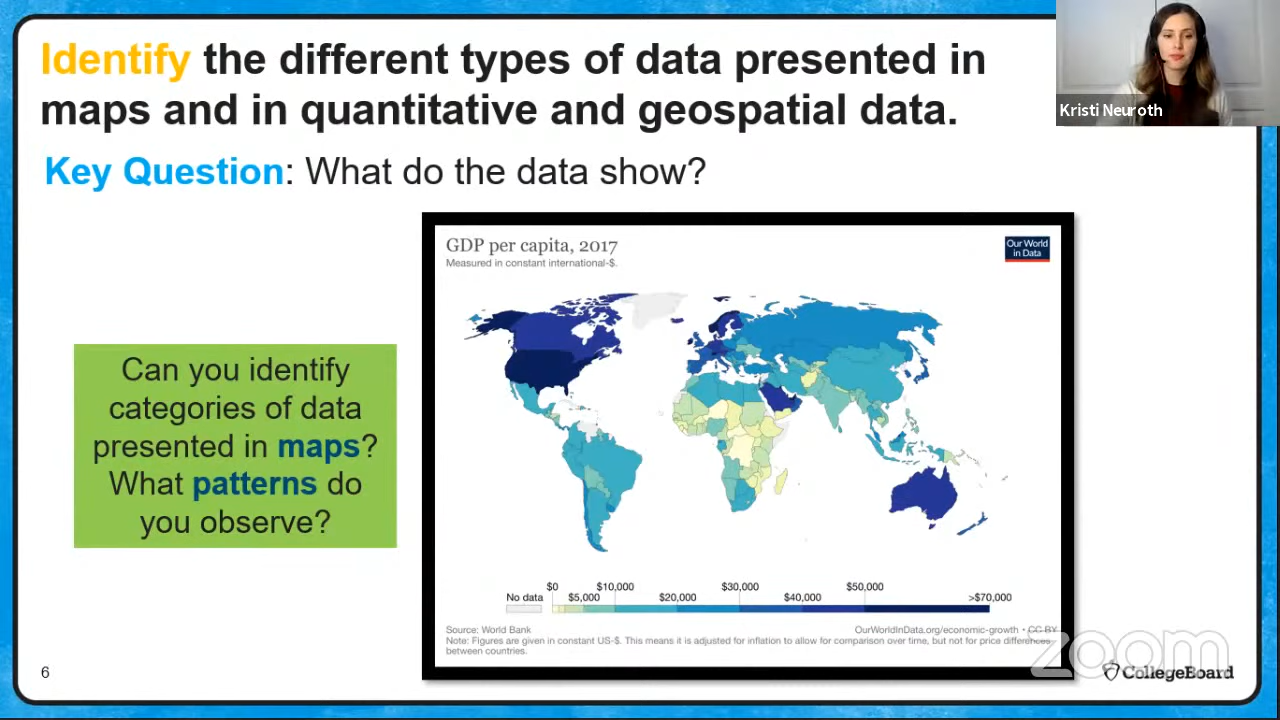 Identify the different types of data presented in
maps and in quantitative and geospatial data.
Kristi Neuroth
Key Question: What do the data show?
Can you identify
categories of data
presented in maps?
What patterns do
you observe?
GDP per capita, 2017
Measured in constant international-$.
Our World
in Data
No data
$0
$5,000
$10,000
$20,000
$30,000
$40,000
$50,000
>$70,000
Source: World Bank
OurWorldInData.org/economic-growth • CC BY
Note: Figures are given in constant US-$. This means it is adjusted for inflation to allow for comparison over time, but not for price differences
between countries.
zoom
6
CollegeBoard